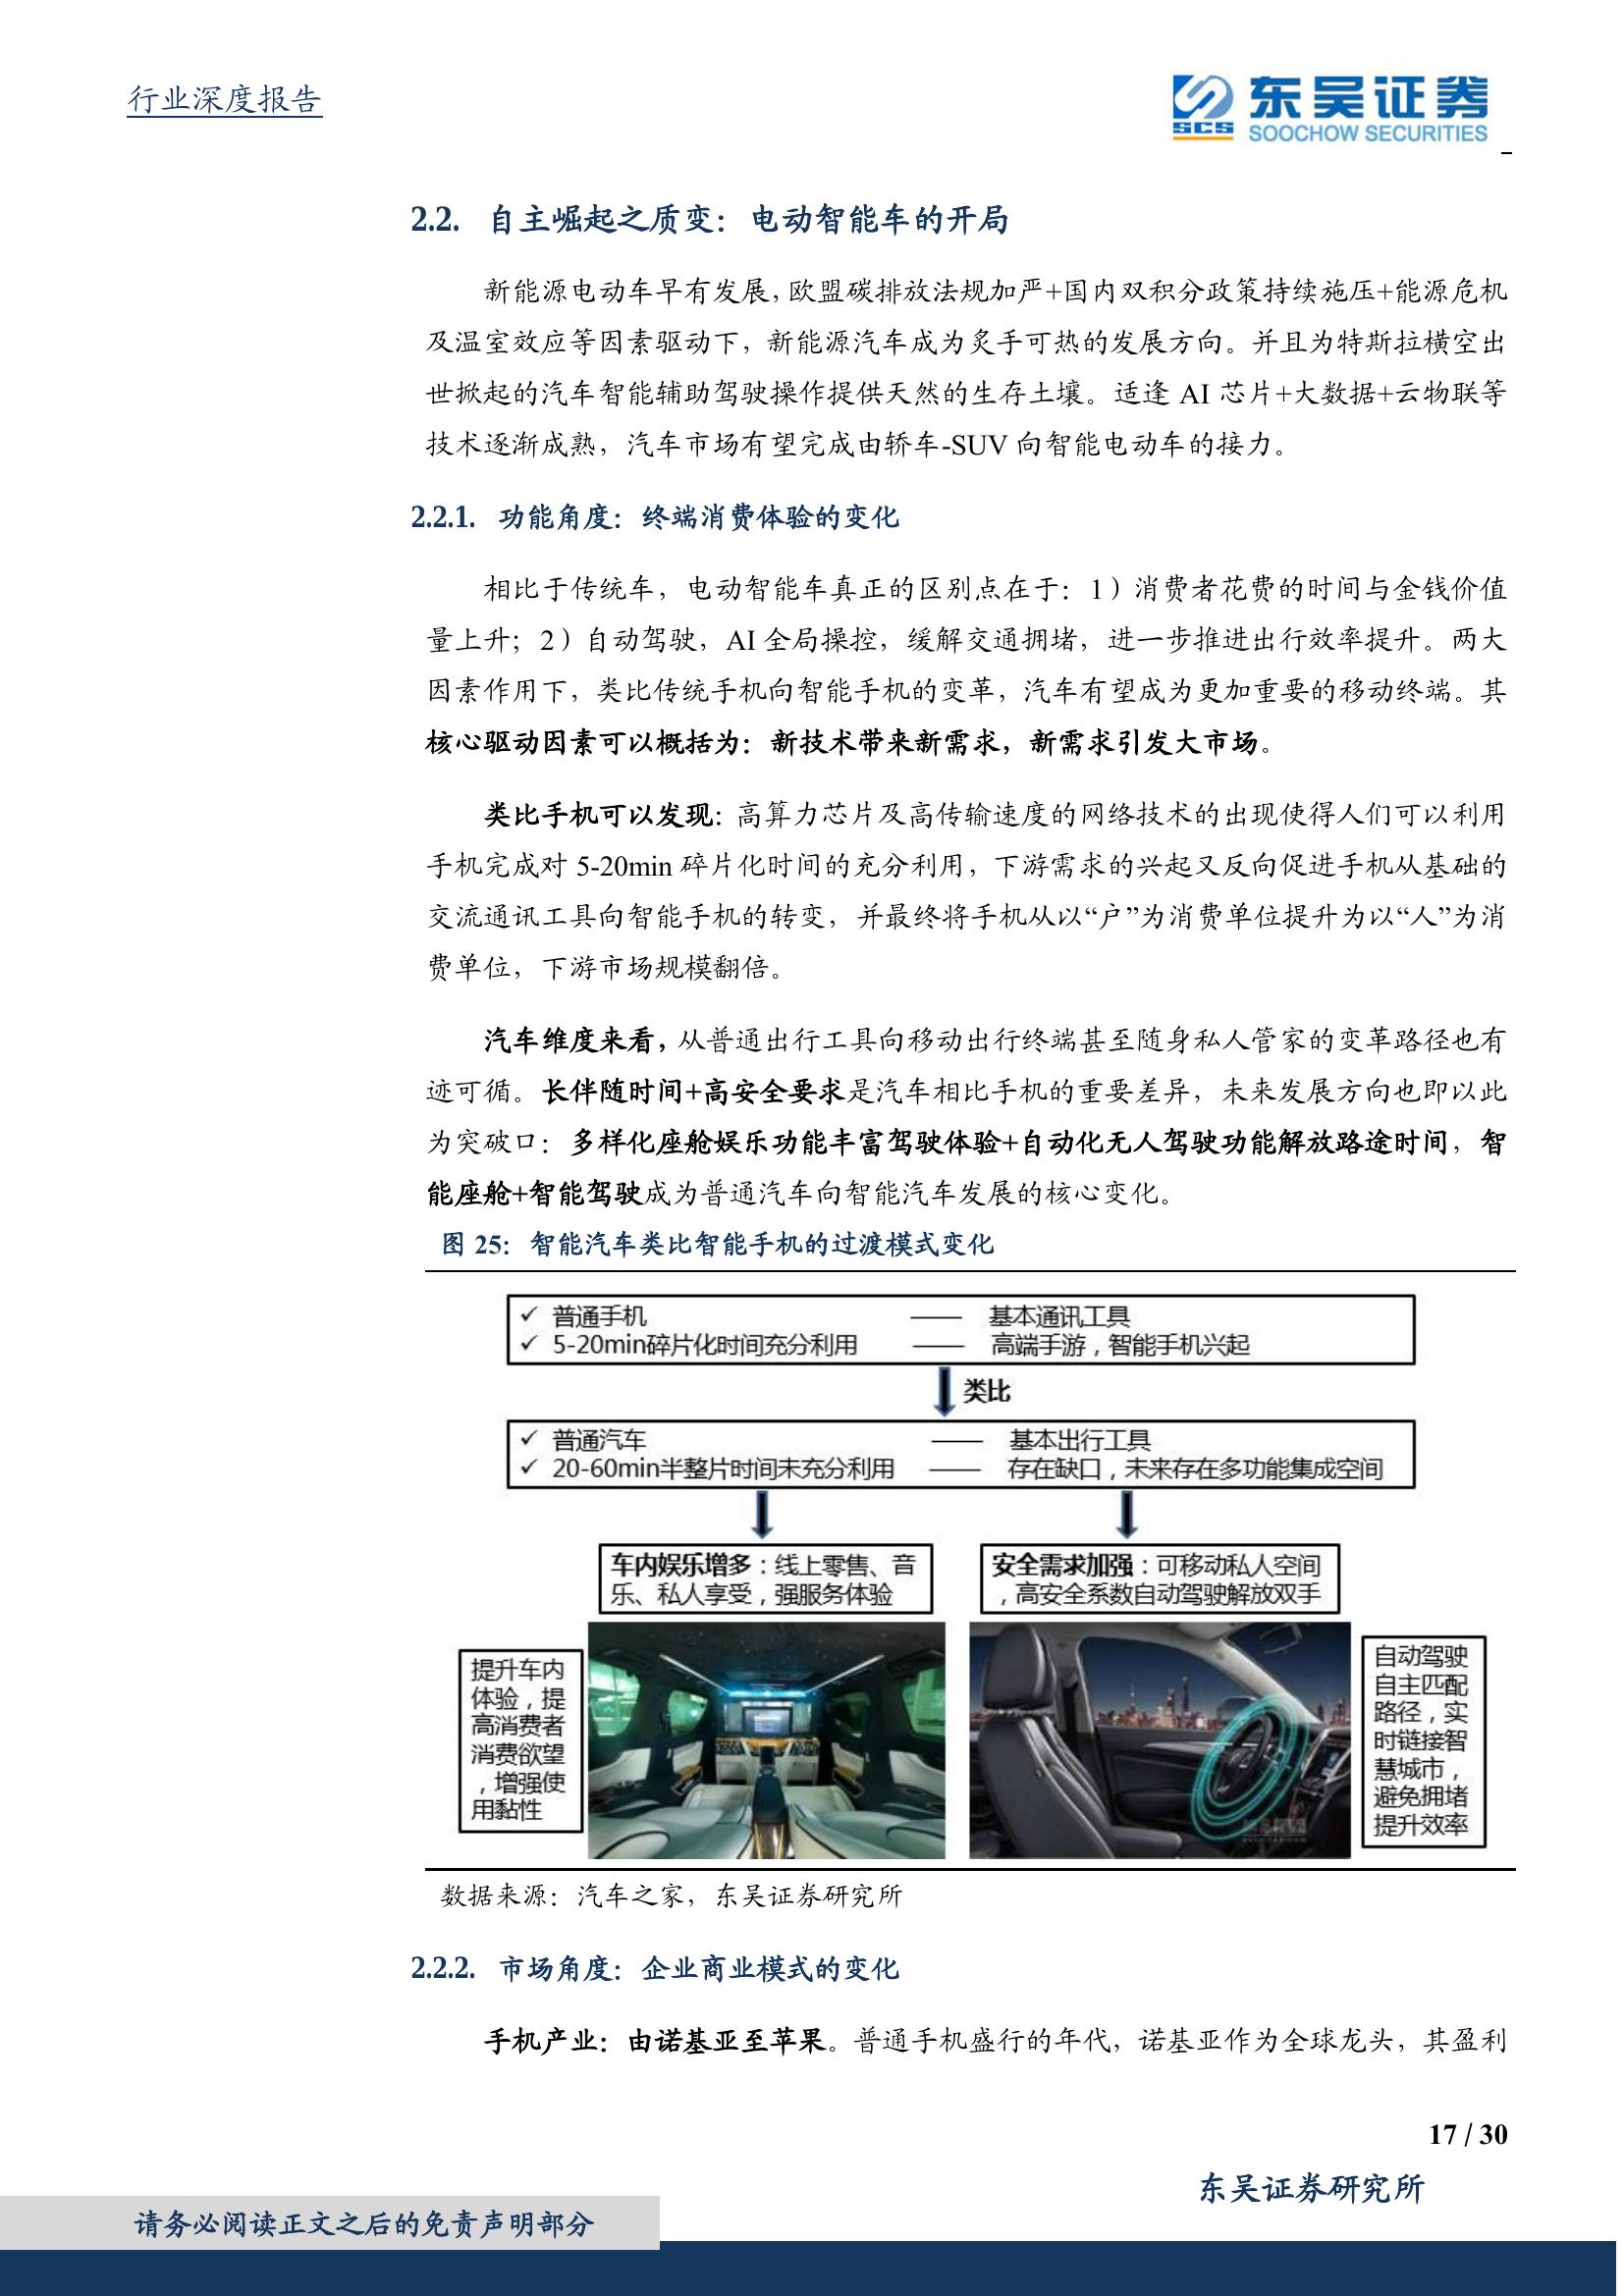 行业深度报告
SCS 东吴证券
SOOCHOW SECURITIES
2.2. 自主崛起之质变：电动智能车的开局
新能源电动车早有发展，欧盟碳排放法规加严+国内双积分政策持续施压+能源危机
及温室效应等因素驱动下，新能源汽车成为炙手可热的发展方向。并且为特斯拉横空出
世掀起的汽车智能辅助驾驶操作提供天然的生存土壤。适逢 AI 芯片+大数据+云物联等
技术逐渐成熟，汽车市场有望完成由轿车-SUV 向智能电动车的接力。
2.2.1. 功能角度：终端消费体验的变化
相比于传统车，电动智能车真正的区别点在于：1）消费者花费的时间与金钱价值
量上升；2）自动驾驶，AI 全局操控，缓解交通拥堵，进一步推进出行效率提升。两大
因素作用下，类比传统手机向智能手机的变革，汽车有望成为更加重要的移动终端。其
核心驱动因素可以概括为：新技术带来新需求，新需求引发大市场。
类比手机可以发现：高算力芯片及高传输速度的网络技术的出现使得人们可以利用
手机完成对 5-20min 碎片化时间的充分利用，下游需求的兴起又反向促进手机从基础的
交流通讯工具向智能手机的转变，并最终将手机从以“户”为消费单位提升为以“人”为消
费单位，下游市场规模翻倍。
汽车维度来看，从普通出行工具向移动出行终端甚至随身私人管家的变革路径也有
迹可循。长伴随时间+高安全要求是汽车相比手机的重要差异，未来发展方向也即以此
为突破口：多样化座舱娱乐功能丰富驾驶体验+自动化无人驾驶功能解放路途时间，智
能座舱+智能驾驶成为普通汽车向智能汽车发展的核心变化。
图 25：智能汽车类比智能手机的过渡模式变化
✓ 普通手机 —— 基本通讯工具
✓ 5-20min碎片化时间充分利用 —— 高端手游，智能手机兴起
类比
✓ 普通汽车 —— 基本出行工具
✓ 20-60min半整片时间未充分利用 —— 存在缺口，未来存在多功能集成空间
车内娱乐增多：线上零售、音
乐、私人享受，强服务体验
安全需求加强：可移动私人空间
，高安全系数自动驾驶解放双手
提升车内
体验，提
高消费者
消费欲望
，增强使
用黏性
自动驾驶
自主匹配
路径，实
时链接智
慧城市，
避免拥堵
提升效率
数据来源：汽车之家，东吴证券研究所
2.2.2. 市场角度：企业商业模式的变化
手机产业：由诺基亚至苹果。普通手机盛行的年代，诺基亚作为全球龙头，其盈利
17 / 30
东吴证券研究所
请务必阅读正文之后的免责声明部分